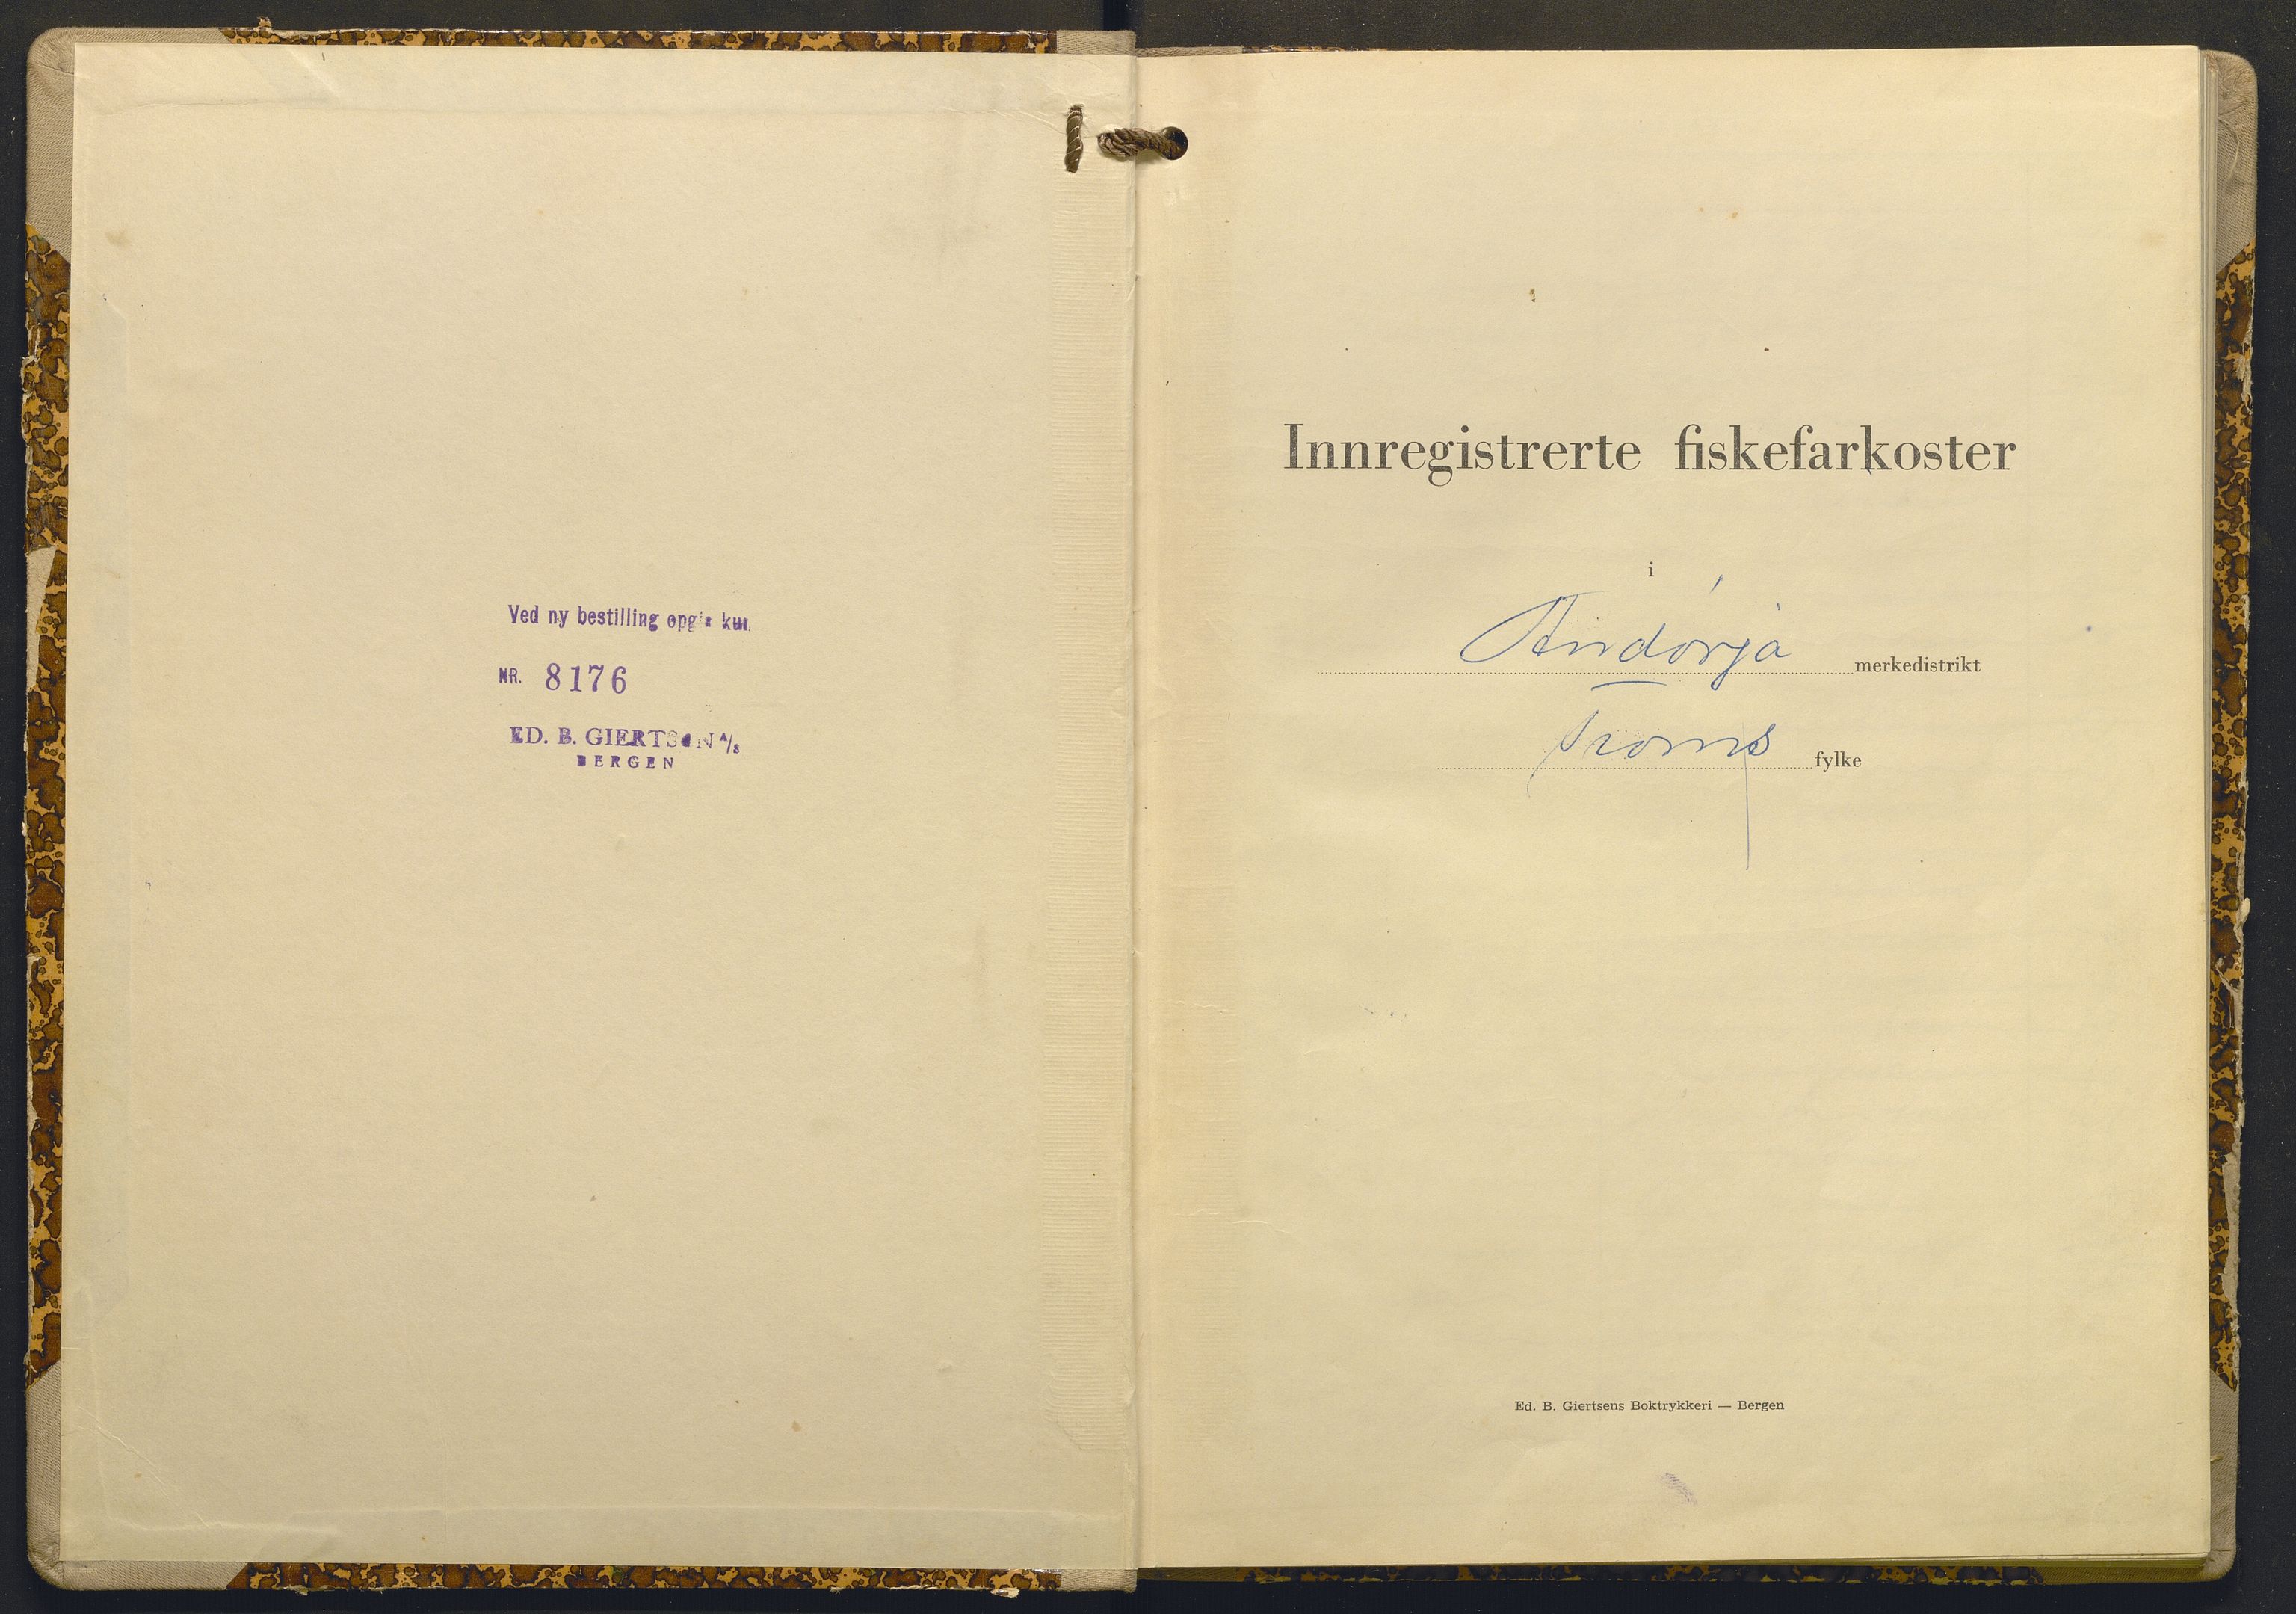 Ved ny bestilling opgis kun
NR. 8176
ED. B. GIERTSEN A/S
BERGEN
Innregistrerte fiskefarkoster
i
Andørja merkedistrikt
Troms fylke
Ed. B. Giertsens Boktrykkeri — Bergen